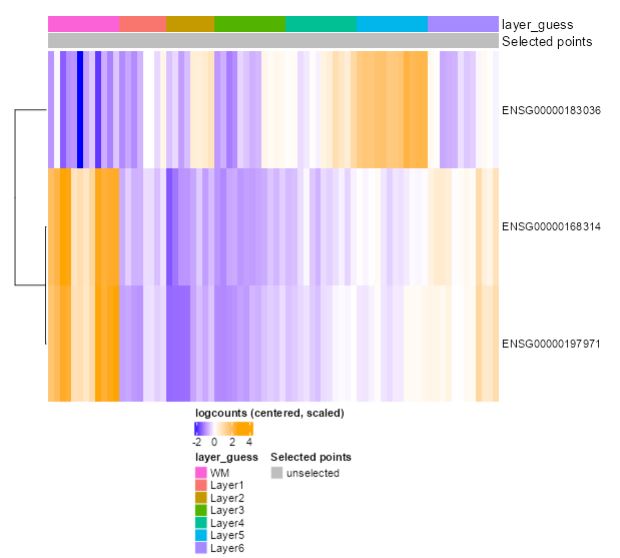 layer_guess
Selected points
ENSG00000183036
ENSG00000168314
ENSG00000197971
logcounts (centered, scaled)
-2 0 2 4
layer_guess Selected points
WM unselected
Layer1
Layer2
Layer3
Layer4
Layer5
Layer6